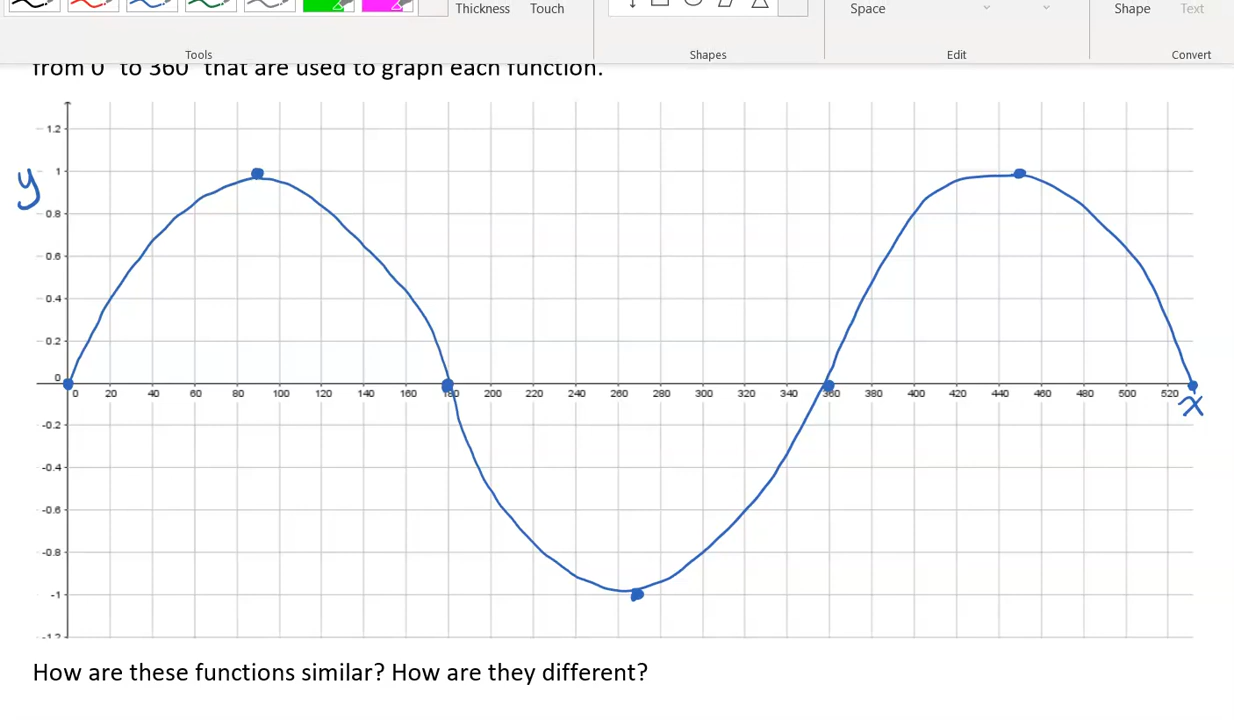 Thickness Touch Space Shape Text
Tools Shapes Edit Convert
from 0° to 360° that are used to graph each function.
1.2
y
1
0.8
0.6
0.4
0.2
0
0 20 40 60 80 100 120 140 160 180 200 220 240 260 280 300 320 340 360 380 400 420 440 460 480 500 520
x
-0.2
-0.4
-0.6
-0.8
-1
-1.2
How are these functions similar? How are they different?